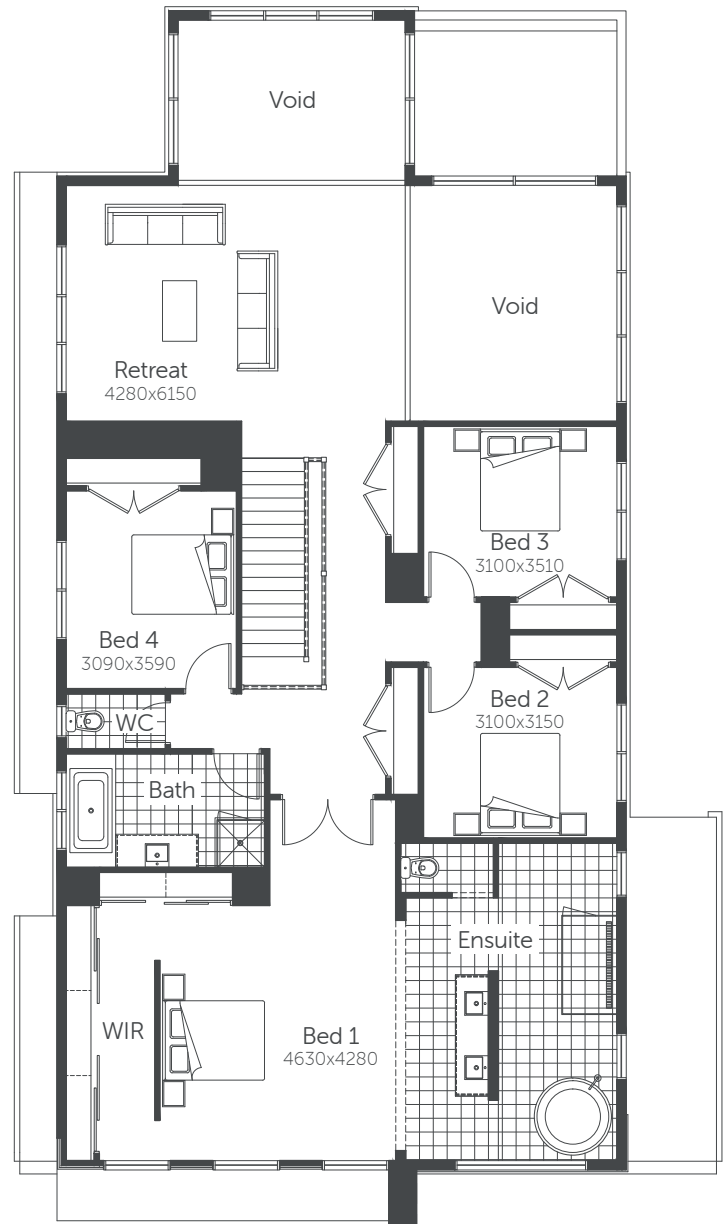 Void
Void
Retreat
4280x6150
Bed 3
3100x3510
Bed 4
3090x3590
Bed 2
3100x3150
WC
Bath
Ensuite
WIR
Bed 1
4630x4280